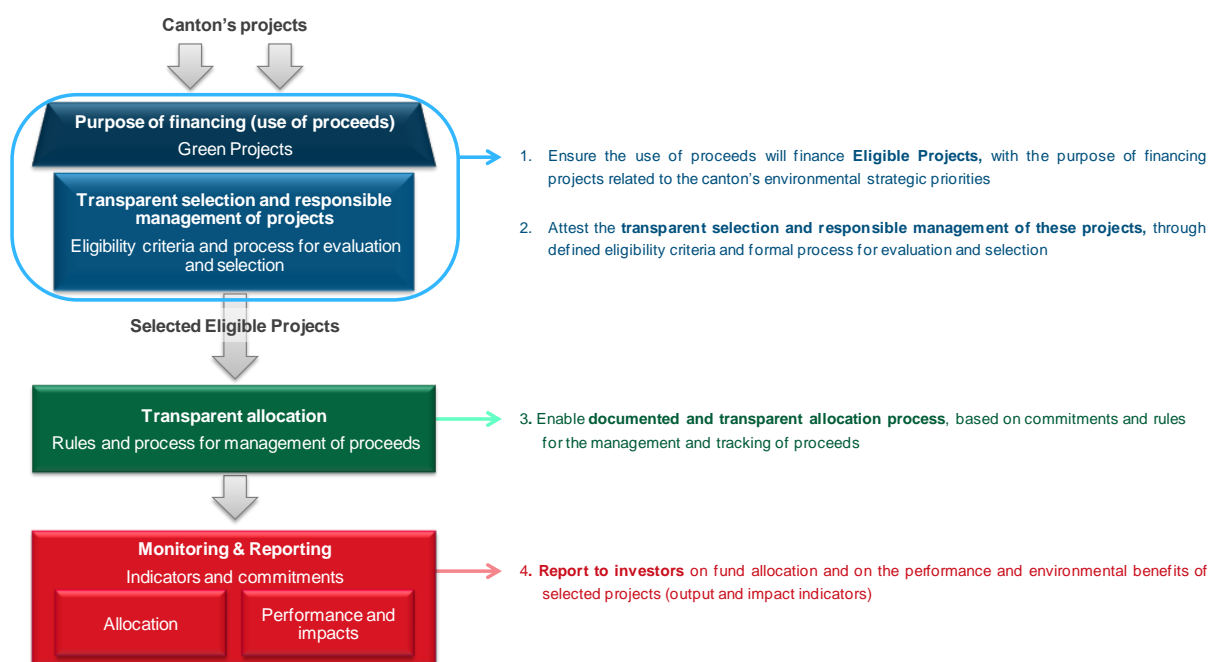 Canton's projects
Purpose of financing (use of proceeds)
Green Projects
Transparent selection and responsible
management of projects
Eligibility criteria and process for evaluation
and selection
1. Ensure the use of proceeds will finance Eligible Projects, with the purpose of financing
projects related to the canton's environmental strategic priorities
2. Attest the transparent selection and responsible management of these projects, through
defined eligibility criteria and formal process for evaluation and selection
Selected Eligible Projects
Transparent allocation
Rules and process for management of proceeds
3. Enable documented and transparent allocation process, based on commitments and rules
for the management and tracking of proceeds
Monitoring & Reporting
Indicators and commitments
Allocation
Performance and
impacts
4. Report to investors on fund allocation and on the performance and environmental benefits of
selected projects (output and impact indicators)